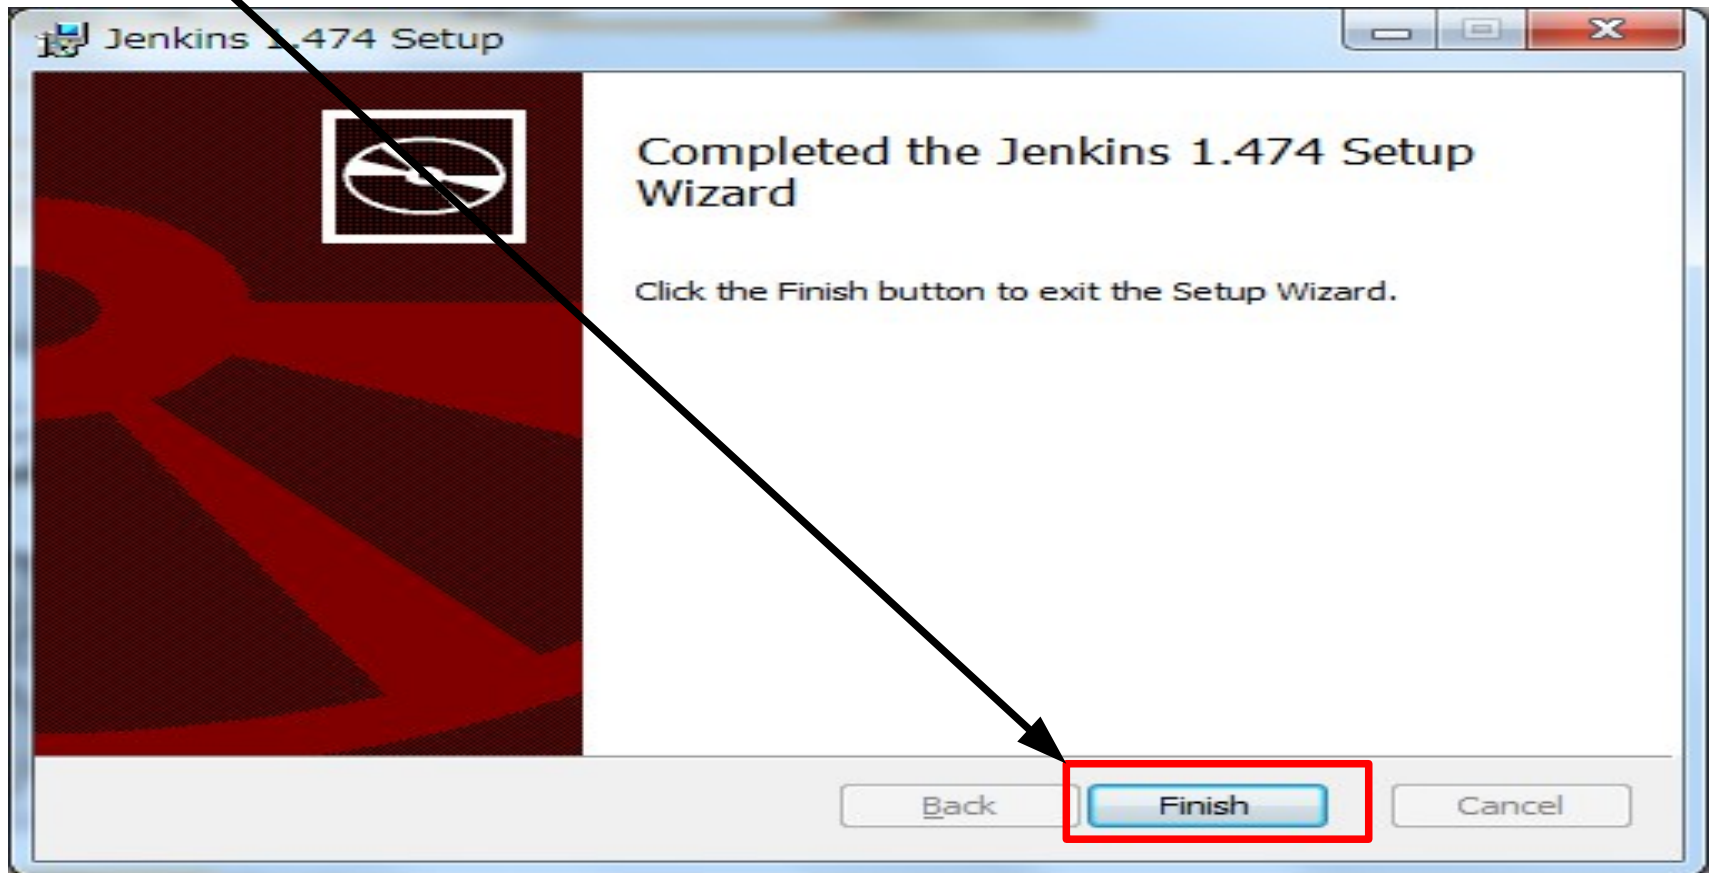 Jenkins 1.474 Setup
Completed the Jenkins 1.474 Setup
Wizard
Click the Finish button to exit the Setup Wizard.
Back
Finish
Cancel